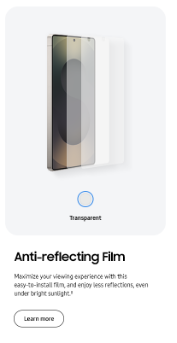 Transparent
Anti-reflecting Film
Maximize your viewing experience with this
easy-to-install film, and enjoy less reflections, even
under bright sunlight.
Learn more